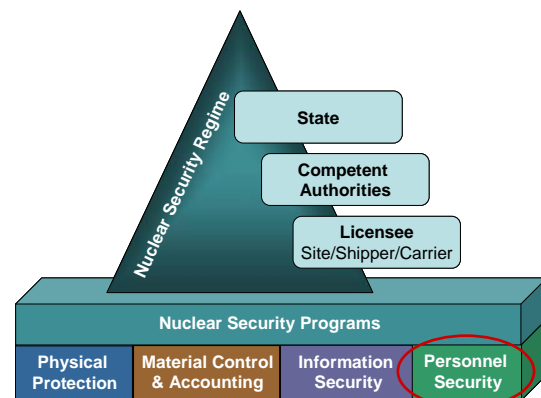 Nuclear Security Regime
State
Competent
Authorities
Licensee
Site/Shipper/Carrier
Nuclear Security Programs
Physical
Protection
Material Control
& Accounting
Information
Security
Personnel
Security